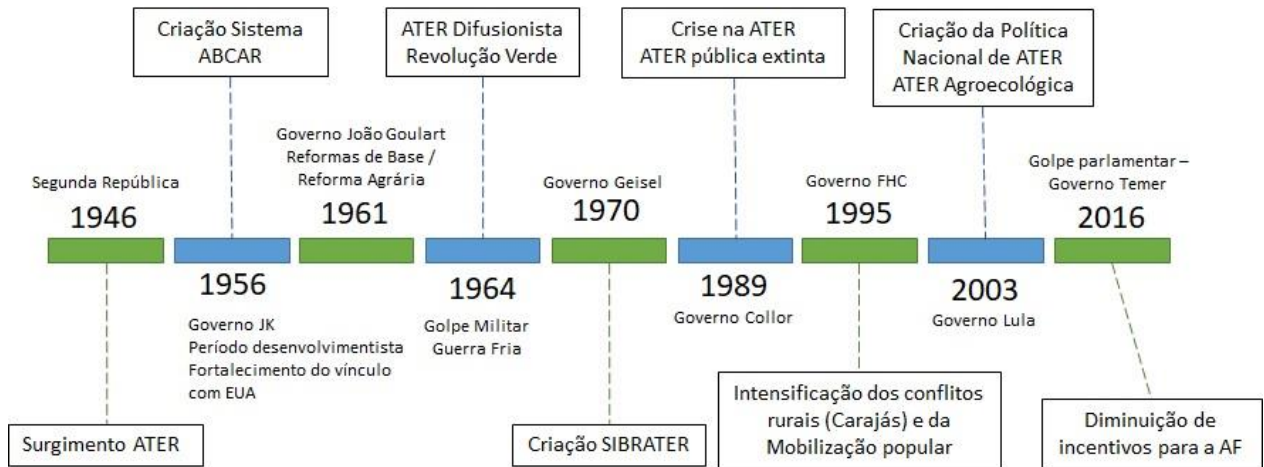 Criação Sistema
ABCAR
ATER Difusionista
Revolução Verde
Crise na ATER
ATER pública extinta
Criação da Política
Nacional de ATER
ATER Agroecológica
Segunda República
1946
Governo João Goulart
Reformas de Base /
Reforma Agrária
1961
Governo Geisel
1970
Governo FHC
1995
Golpe parlamentar –
Governo Temer
2016
1956
Governo JK
Período desenvolvimentista
Fortalecimento do vínculo
com EUA
1964
Golpe Militar
Guerra Fria
1989
Governo Collor
2003
Governo Lula
Surgimento ATER
Criação SIBRATER
Intensificação dos conflitos
rurais (Carajás) e da
Mobilização popular
Diminuição de
incentivos para a AF